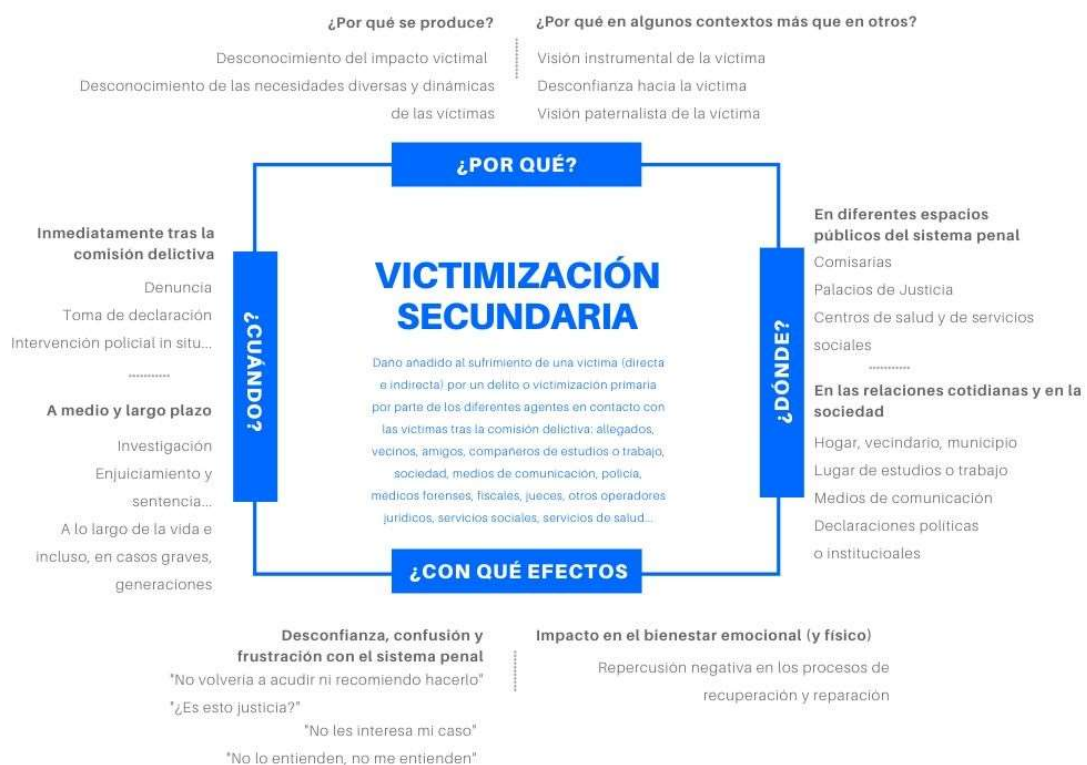 ¿Por qué se produce?
Desconocimiento del impacto victimal
Desconocimiento de las necesidades diversas y dinámicas
de las víctimas
¿Por qué en algunos contextos más que en otros?
Visión instrumental de la víctima
Desconfianza hacia la víctima
Visión paternalista de la víctima
¿POR QUÉ?
Inmediatamente tras la
comisión delictiva
Denuncia
Toma de declaración
Intervención policial in situ...
A medio y largo plazo
Investigación
Enjuiciamiento y
sentencia...
A lo largo de la vida e
incluso, en casos graves,
generaciones
¿CUÁNDO?
VICTIMIZACIÓN
SECUNDARIA
Daño añadido al sufrimiento de una víctima (directa
e indirecta) por un delito o victimización primaria
por parte de los diferentes agentes en contacto con
las víctimas tras la comisión delictiva: allegados,
vecinos, amigos, compañeros de estudios o trabajo,
sociedad, medios de comunicación, policía,
médicos forenses, fiscales, jueces, otros operadores
jurídicos, servicios sociales, servicios de salud...
¿DÓNDE?
En diferentes espacios
públicos del sistema penal
Comisarías
Palacios de Justicia
Centros de salud y de servicios
sociales
En las relaciones cotidianas y en la
sociedad
Hogar, vecindario, municipio
Lugar de estudios o trabajo
Medios de comunicación
Declaraciones políticas
o institucioales
¿CON QUÉ EFECTOS
Desconfianza, confusión y
frustración con el sistema penal
"No volvería a acudir ni recomiendo hacerlo"
"¿Es esto justicia?"
"No les interesa mi caso"
"No lo entienden, no me entienden"
Impacto en el bienestar emocional (y físico)
Repercusión negativa en los procesos de
recuperación y reparación